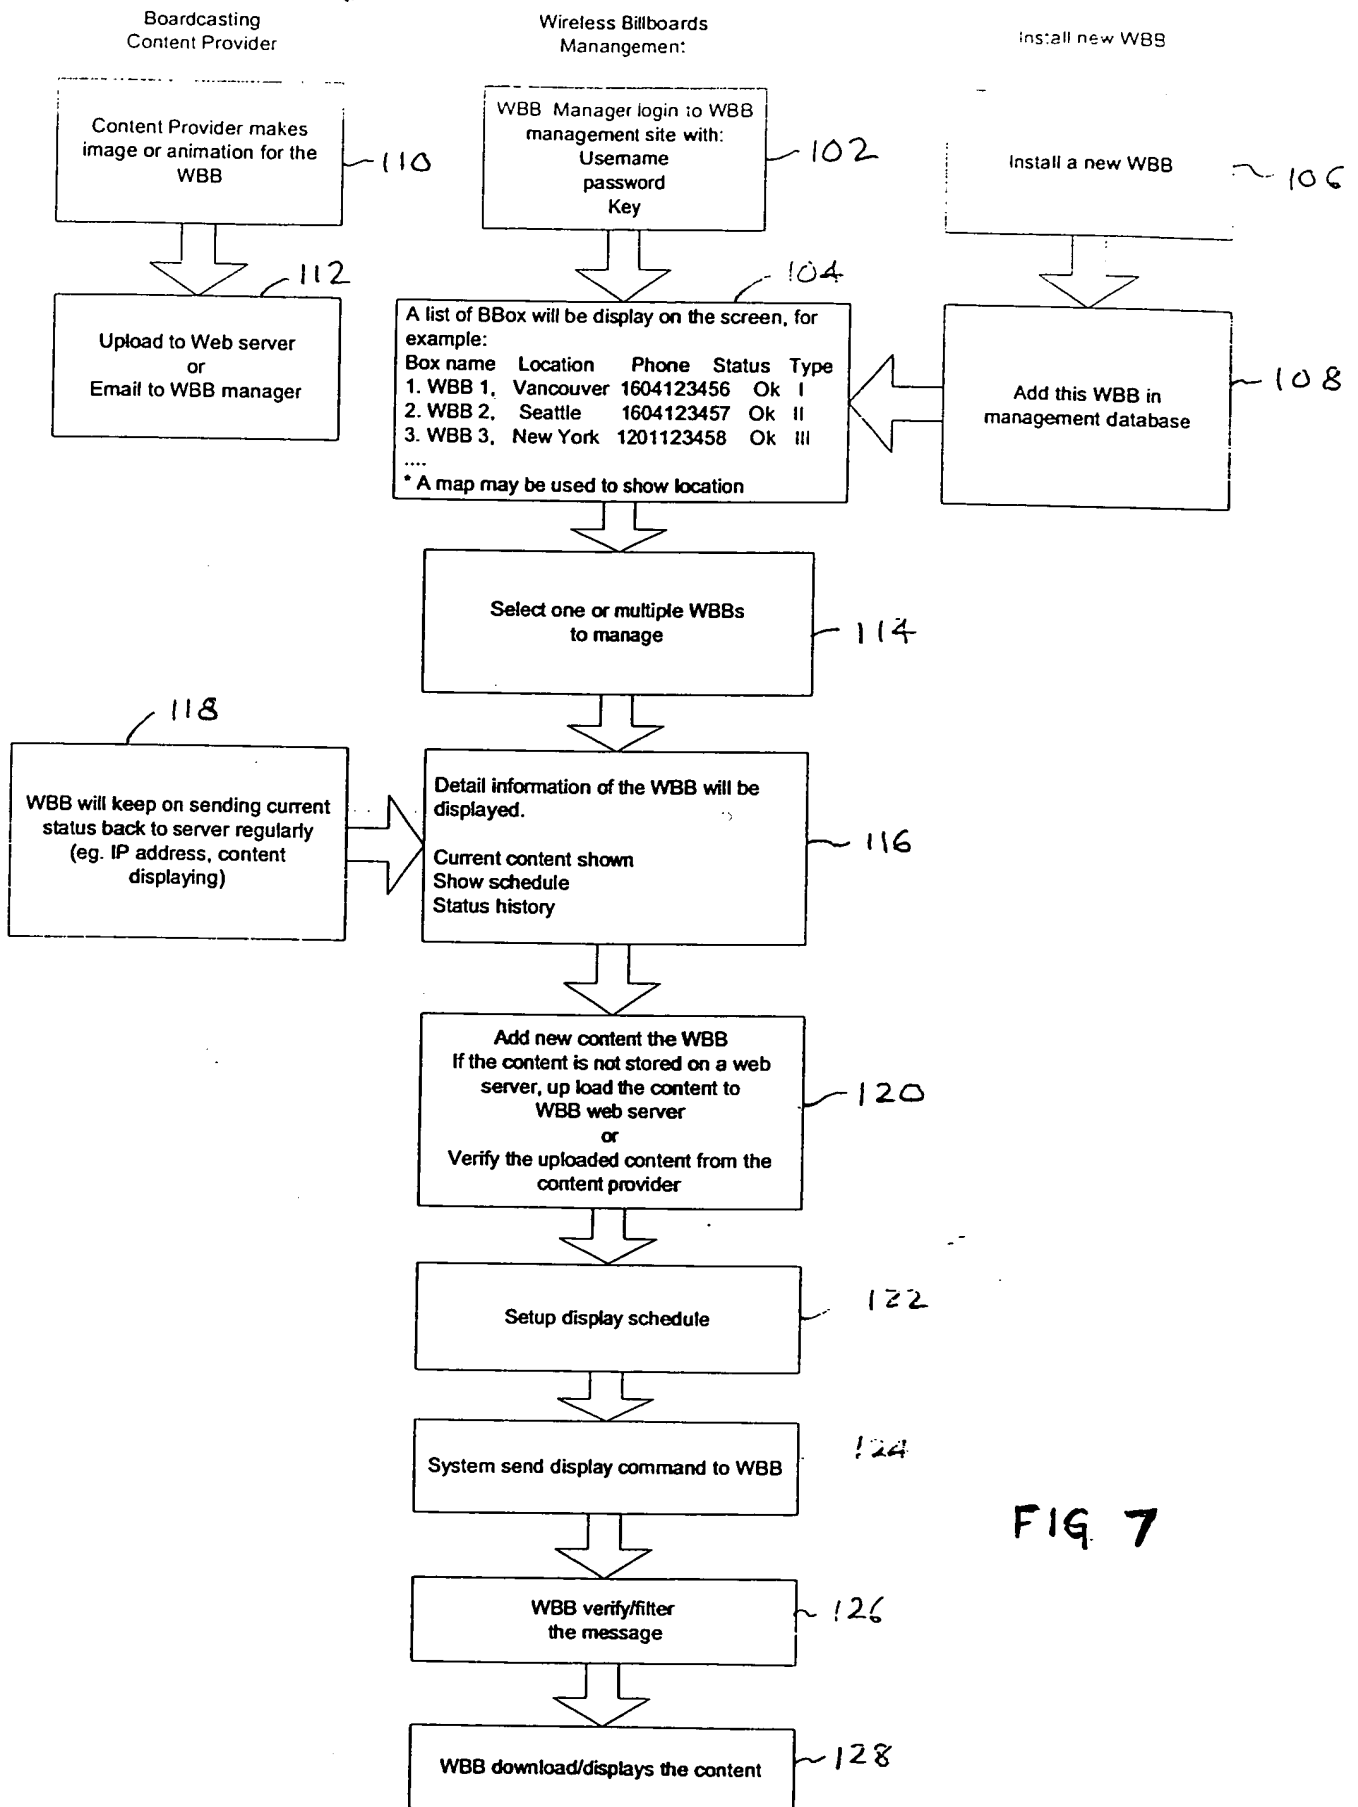 Boardcasting
Content Provider
Content Provider makes
image or animation for the
WBB
110
112
Upload to Web server
or
Email to WBB manager
Wireless Billboards
Manangement:
WBB Manager login to WBB
management site with:
Username
password
Key
102
104
A list of BBox will be display on the screen, for
example:
Box name Location Phone Status Type
1. WBB 1, Vancouver 1604123456 Ok I
2. WBB 2, Seattle 1604123457 Ok II
3. WBB 3, New York 1201123458 Ok III
....
* A map may be used to show location
Install new WBB
Install a new WBB
106
Add this WBB in
management database
108
Select one or multiple WBBs
to manage
114
118
WBB will keep on sending current
status back to server regularly
(eg. IP address, content
displaying)
Detail information of the WBB will be
displayed.
Current content shown
Show schedule
Status history
116
Add new content the WBB
If the content is not stored on a web
server, up load the content to
WBB web server
or
Verify the uploaded content from the
content provider
120
Setup display schedule
122
System send display command to WBB
124
WBB verify/filter
the message
126
WBB download/displays the content
128
FIG 7